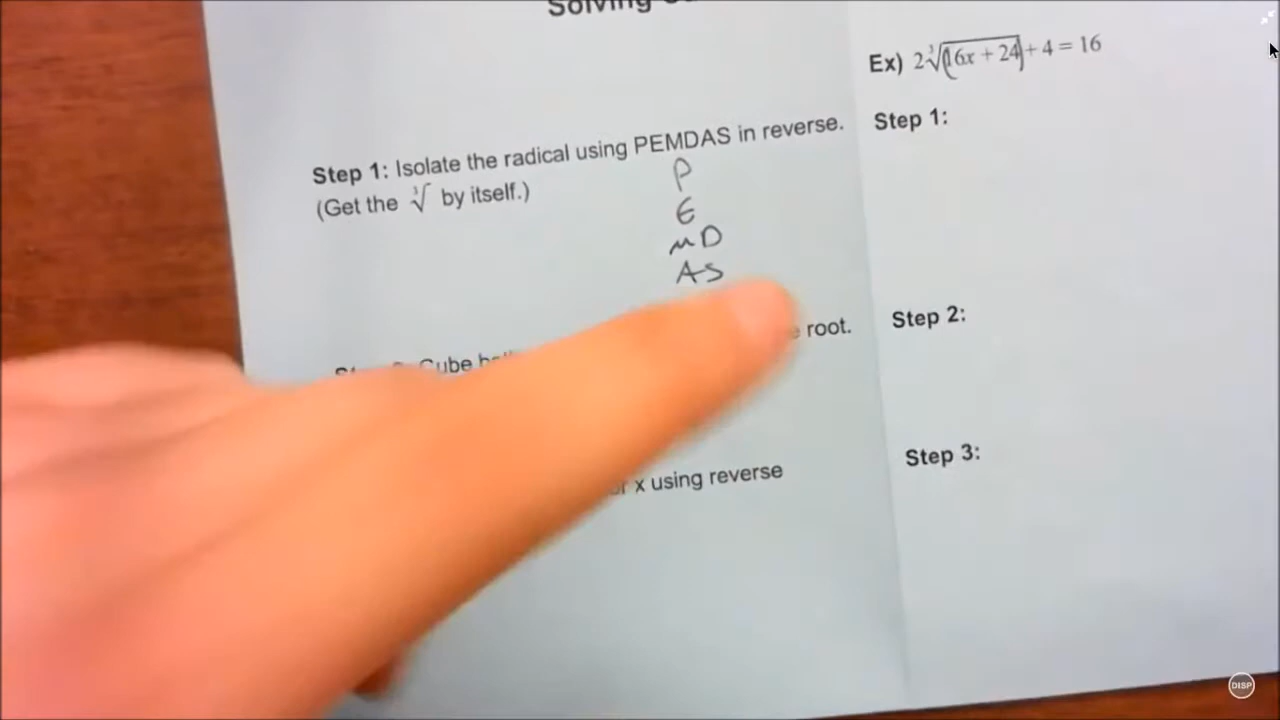 Solving
Ex) 2∛(16x + 24) + 4 = 16
Step 1: Isolate the radical using PEMDAS in reverse.
(Get the ∛ by itself.)
P
E
MD
AS
Step 1:
Cube
root.
Step 2:
x using reverse
Step 3:
DISP